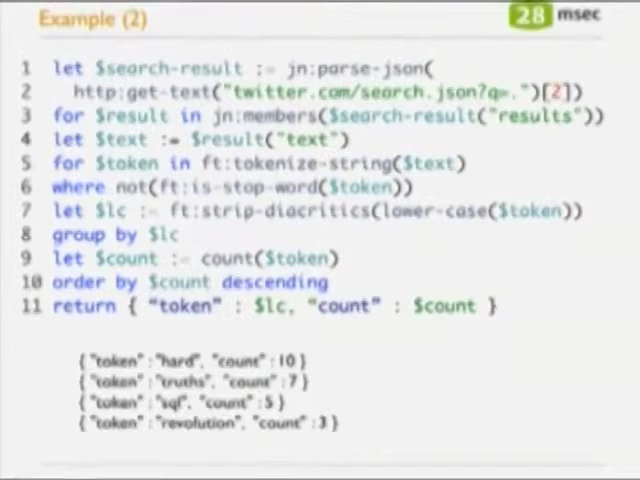 Example (2)
28 msec
1 let $search-result := jn:parse-json(
2 http:get-text("twitter.com/search.json?q=.")[2])
3 for $result in jn:members($search-result("results"))
4 let $text := $result("text")
5 for $token in ft:tokenize-string($text)
6 where not(ft:is-stop-word($token))
7 let $lc := ft:strip-diacritics(lower-case($token))
8 group by $lc
9 let $count := count($token)
10 order by $count descending
11 return { "token" : $lc, "count" : $count }
{ "token" : "hard", "count" : 10 }
{ "token" : "truths", "count" : 7 }
{ "token" : "sql", "count" : 5 }
{ "token" : "revolution", "count" : 3 }